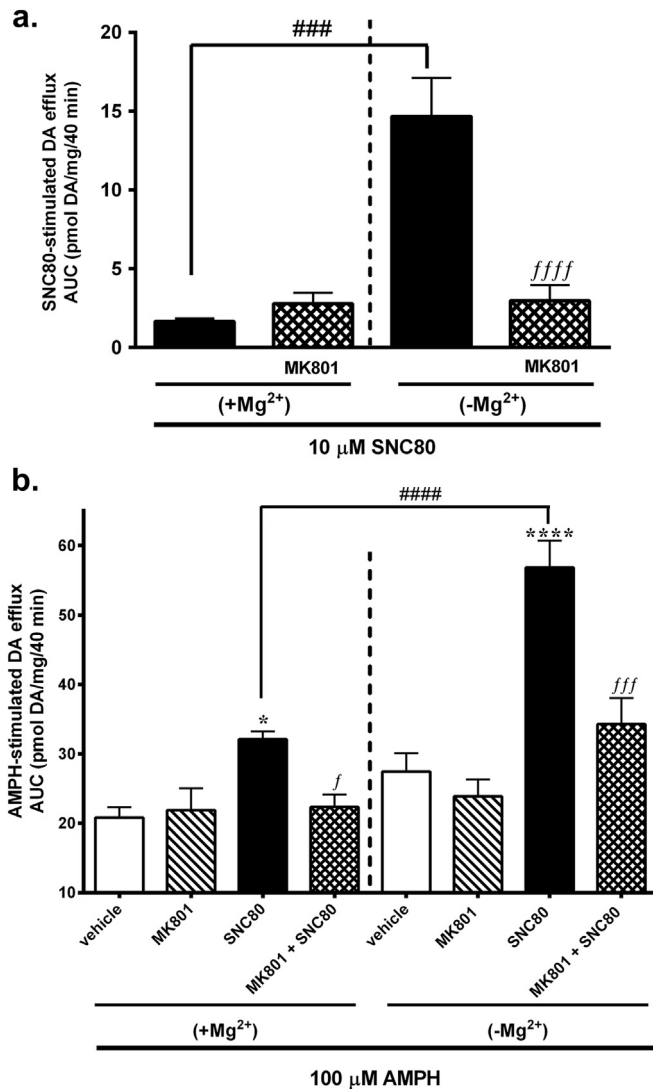 a.
###
SNC80-stimulated DA efflux
AUC (pmol DA/mg/40 min)
20
15
10
5
0
ffff
MK801
MK801
(+Mg²⁺)
(-Mg²⁺)
10 μM SNC80
b.
####
AMPH-stimulated DA efflux
AUC (pmol DA/mg/40 min)
60
50
40
30
20
10
*
ƒ
****
ƒƒƒ
vehicle
MK801
SNC80
MK801 + SNC80
vehicle
MK801
SNC80
MK801 + SNC80
(+Mg²⁺)
(-Mg²⁺)
100 μM AMPH